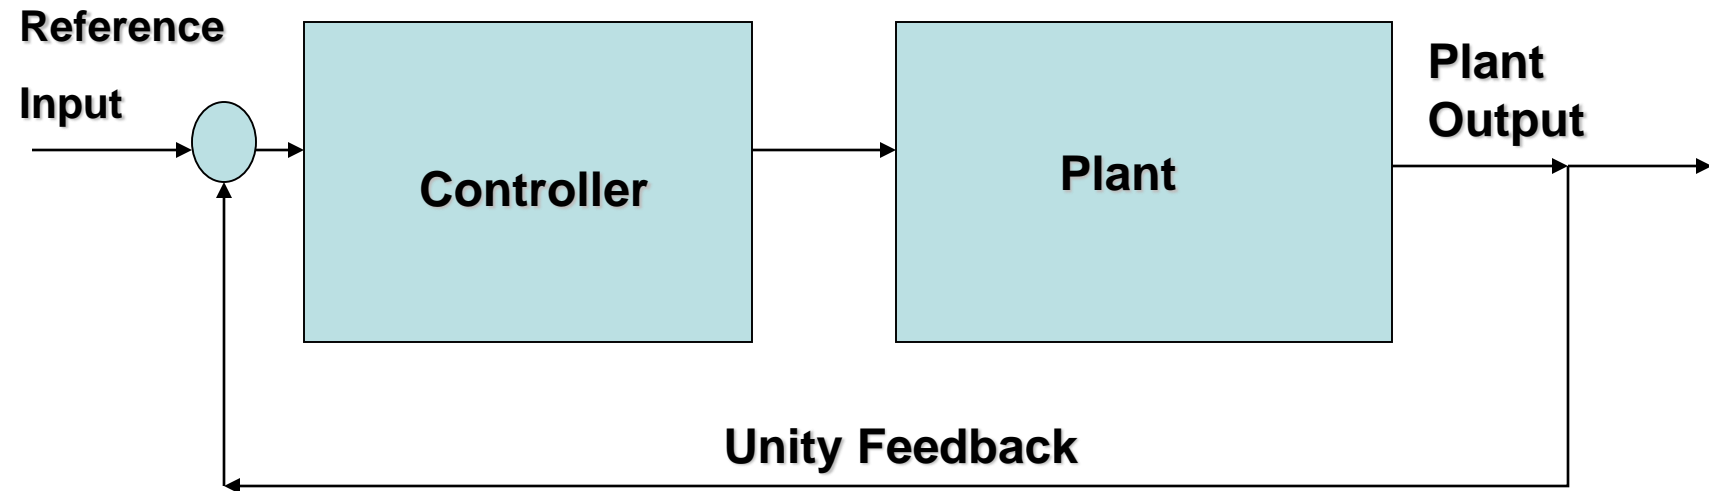 Reference
Input
Controller
Plant
Plant
Output
Unity Feedback